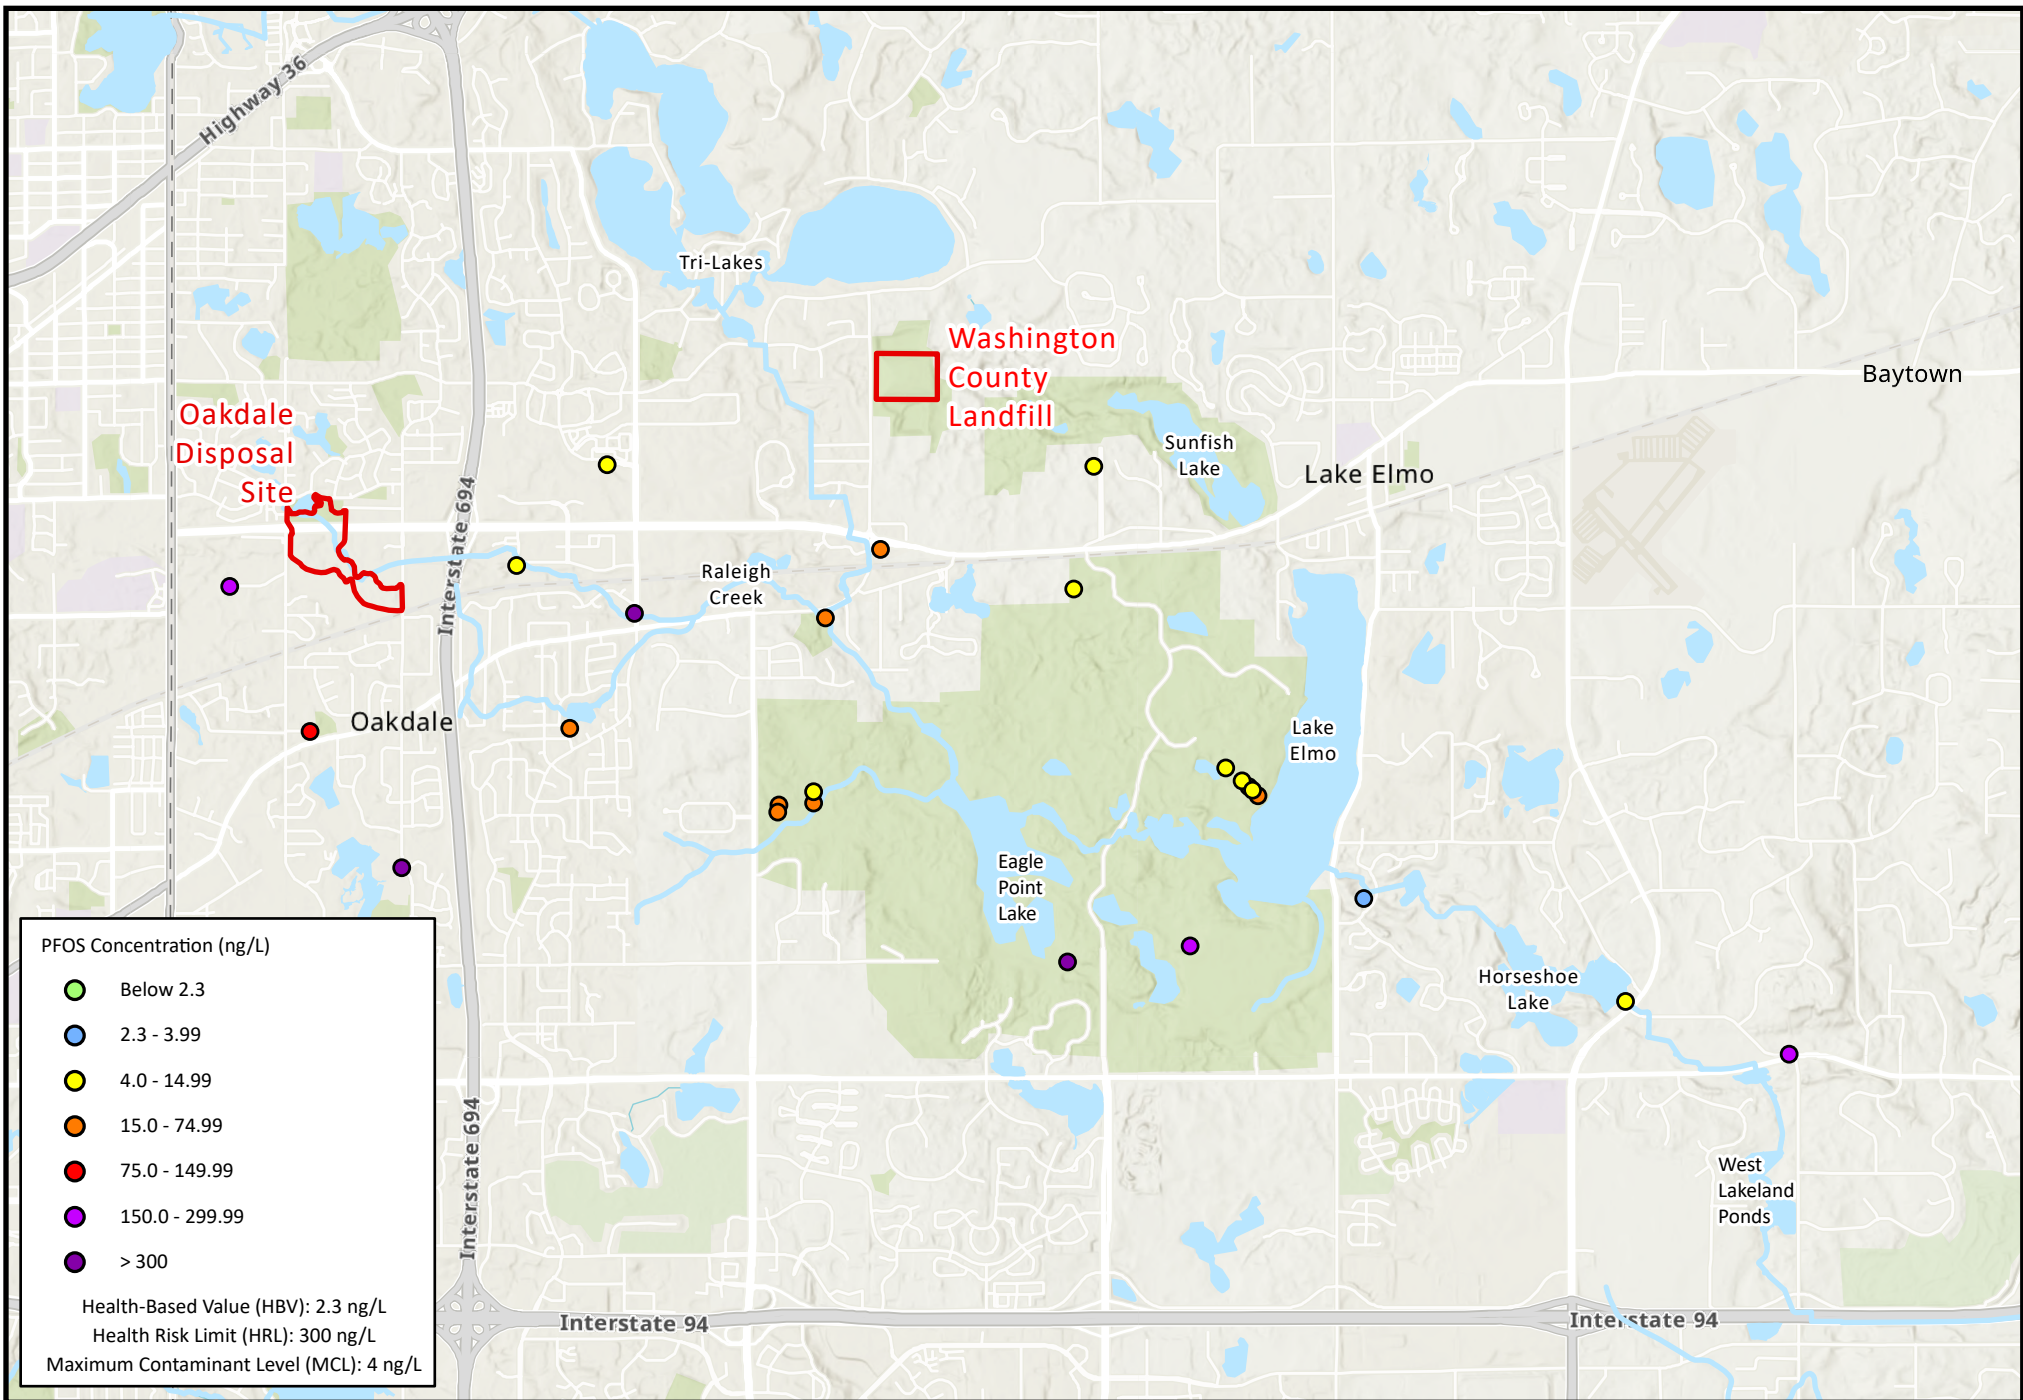 Highway 36
Tri-Lakes
Washington
County
Landfill
Baytown
Oakdale
Disposal
Site
Sunfish
Lake
Lake Elmo
Interstate 694
Raleigh
Creek
Oakdale
Lake
Elmo
Eagle
Point
Lake
Horseshoe
Lake
PFOS Concentration (ng/L)
Below 2.3
2.3 - 3.99
4.0 - 14.99
15.0 - 74.99
75.0 - 149.99
150.0 - 299.99
> 300
Health-Based Value (HBV): 2.3 ng/L
Health Risk Limit (HRL): 300 ng/L
Maximum Contaminant Level (MCL): 4 ng/L
Interstate 694
West
Lakeland
Ponds
Interstate 94
Interstate 94